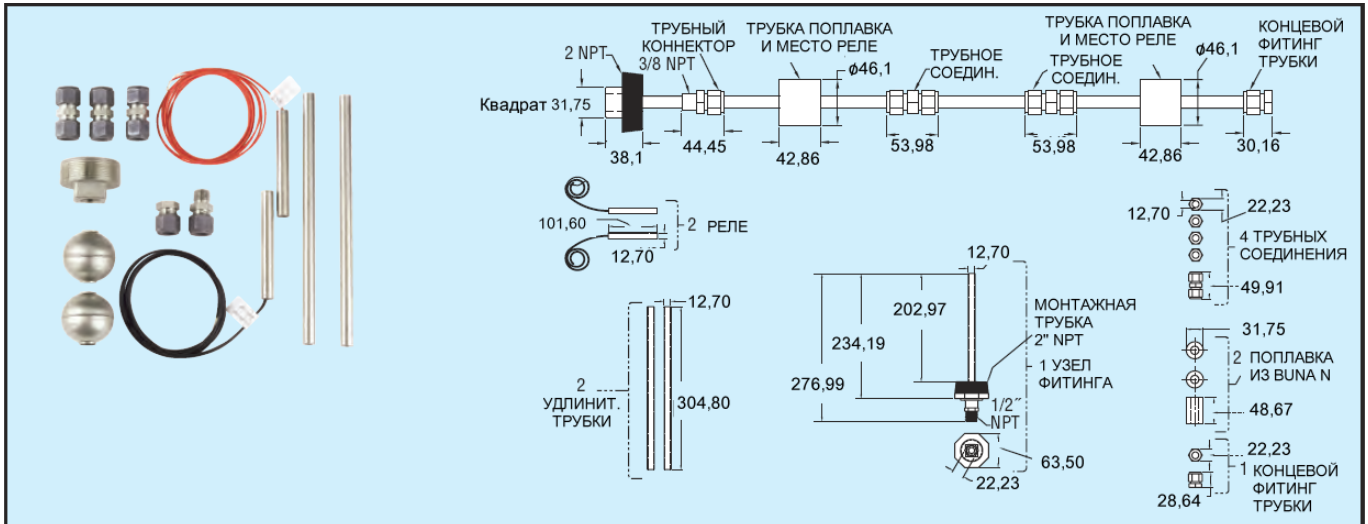 2 NPT
ТРУБНЫЙ
КОННЕКТОР
3/8 NPT
ТРУБКА ПОПЛАВКА
И МЕСТО РЕЛЕ
ø46,1
ТРУБНОЕ
СОЕДИН.
ТРУБНОЕ
СОЕДИН.
ТРУБКА ПОПЛАВКА
И МЕСТО РЕЛЕ
ø46,1
КОНЦЕВОЙ
ФИТИНГ
ТРУБКИ
Квадрат 31,75
38,1
44,45
42,86
53,98
53,98
42,86
30,16
101,60
12,70
2 РЕЛЕ
12,70
2
УДЛИНИТ.
ТРУБКИ
304,80
12,70
202,97
234,19
276,99
МОНТАЖНАЯ
ТРУБКА
2" NPT
1 УЗЕЛ
ФИТИНГА
1/2"
NPT
63,50
22,23
12,70
22,23
4 ТРУБНЫХ
СОЕДИНЕНИЯ
49,91
31,75
2 ПОПЛАВКА
ИЗ BUNA N
48,67
22,23
1 КОНЦЕВОЙ
ФИТИНГ
ТРУБКИ
28,64